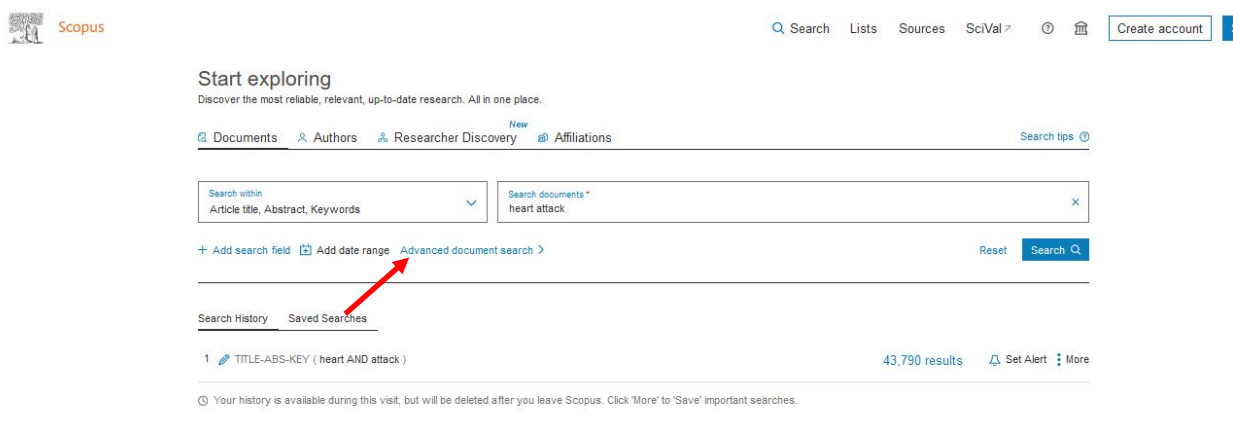 Scopus
Search Lists Sources SciVal Create account
Start exploring
Discover the most reliable, relevant, up-to-date research. All in one place.
New
Documents Authors Researcher Discovery Affiliations Search tips
Search within
Article title, Abstract, Keywords
Search documents *
heart attack
+ Add search field Add date range Advanced document search > Reset Search
Search History Saved Searches
1 TITLE-ABS-KEY ( heart AND attack ) 43,790 results Set Alert More
Your history is available during this visit, but will be deleted after you leave Scopus. Click 'More' to 'Save' important searches.